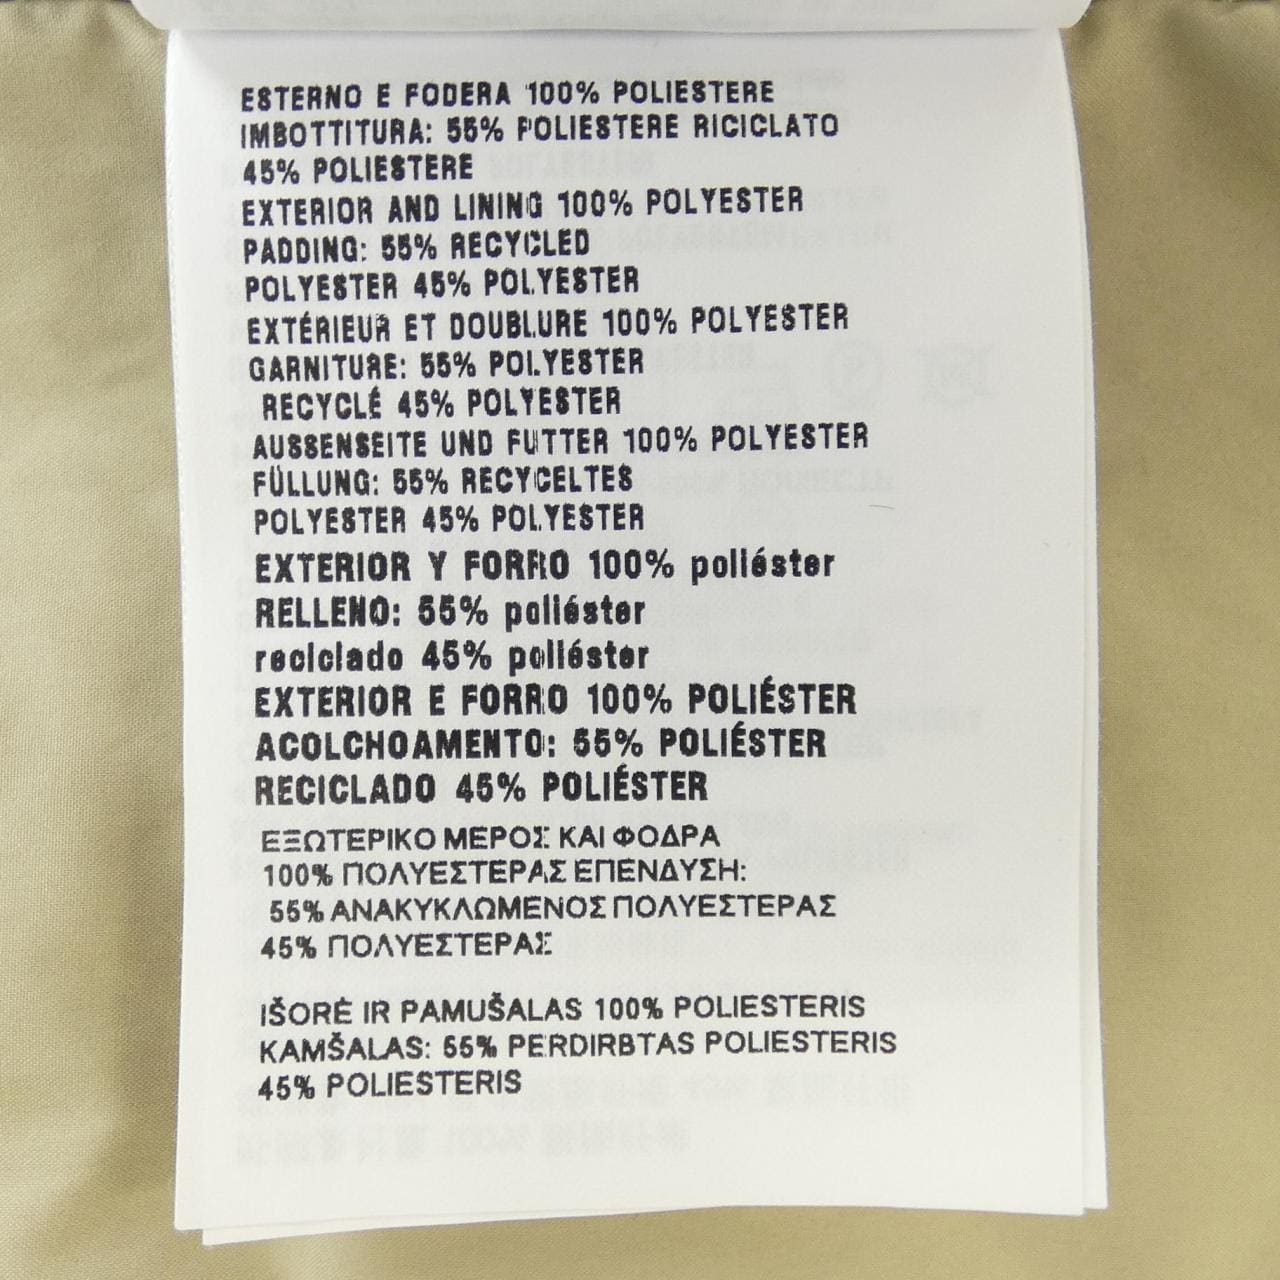 ESTERNO E FODERA 100% POLIESTERE
IMBOTTITURA: 55% POLIESTERE RICICLATO
45% POLIESTERE
EXTERIOR AND LINING 100% POLYESTER
PADDING: 55% RECYCLED
POLYESTER 45% POLYESTER
EXTÉRIEUR ET DOUBLURE 100% POLYESTER
GARNITURE: 55% POLYESTER
RECYCLÉ 45% POLYESTER
AUSSENSEITE UND FUTTER 100% POLYESTER
FÜLLUNG: 55% RECYCELTES
POLYESTER 45% POLYESTER
EXTERIOR Y FORRO 100% poliéster
RELLENO: 55% poliéster
reciclado 45% poliéster
EXTERIOR E FORRO 100% POLIÉSTER
ACOLCHOAMENTO: 55% POLIÉSTER
RECICLADO 45% POLIÉSTER
ΕΞΩΤΕΡΙΚΟ ΜΕΡΟΣ ΚΑΙ ΦΟΔΡΑ
100% ΠΟΛΥΕΣΤΕΡΑΣ ΕΠΕΝΔΥΣΗ:
55% ΑΝΑΚΥΚΛΩΜΕΝΟΣ ΠΟΛΥΕΣΤΕΡΑΣ
45% ΠΟΛΥΕΣΤΕΡΑΣ
IŠORĖ IR PAMUŠALAS 100% POLIESTERIS
KAMŠALAS: 55% PERDIRBTAS POLIESTERIS
45% POLIESTERIS